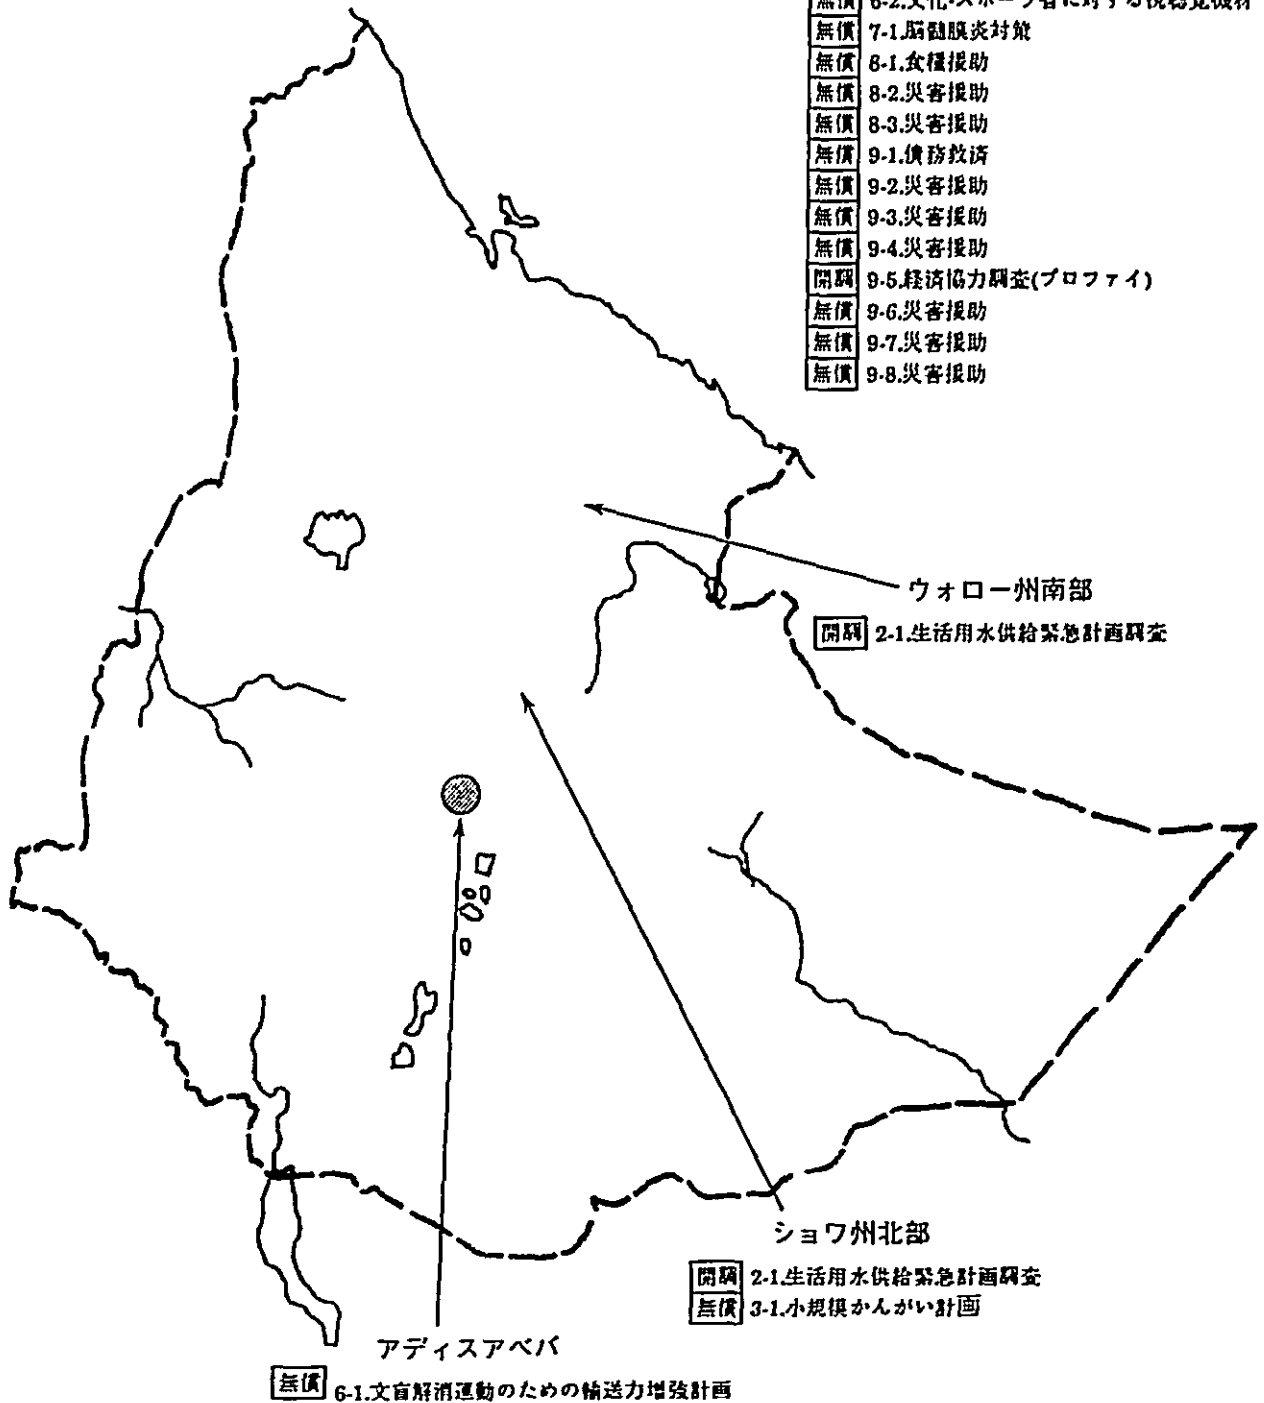 無償 6-2.文化・スポーツ省に対する視聴覚機材
無償 7-1.脳髄膜炎対策
無償 8-1.食糧援助
無償 8-2.災害援助
無償 8-3.災害援助
無償 9-1.債務救済
無償 9-2.災害援助
無償 9-3.災害援助
無償 9-4.災害援助
開調 9-5.経済協力調査(プロファイ)
無償 9-6.災害援助
無償 9-7.災害援助
無償 9-8.災害援助
ウォロー州南部
開調 2-1.生活用水供給緊急計画調査
ショワ州北部
開調 2-1.生活用水供給緊急計画調査
無償 3-1.小規模かんがい計画
アディスアベバ
無償 6-1.文盲解消運動のための輸送力増強計画